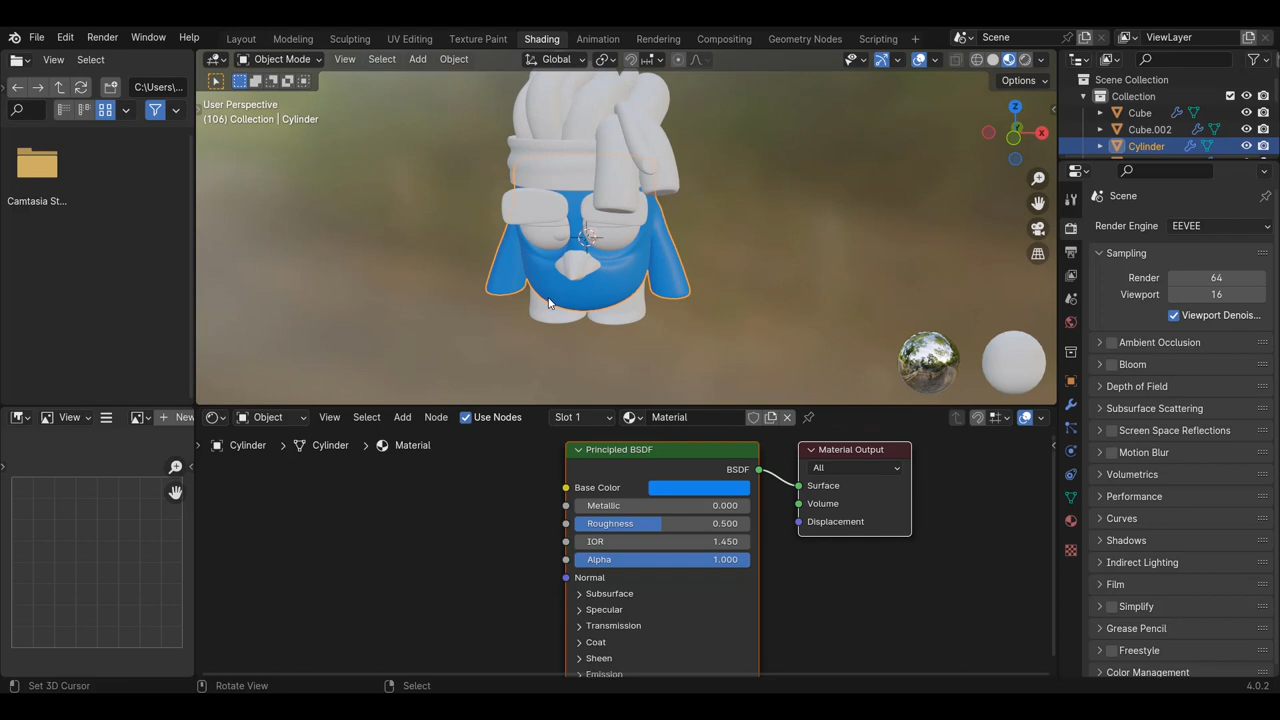 File Edit Render Window Help
Layout Modeling Sculpting UV Editing Texture Paint Shading Animation Rendering Compositing Geometry Nodes Scripting +
Scene
ViewLayer
View Select
Object Mode View Select Add Object
Global
C:\Users\...
Options
User Perspective
(106) Collection | Cylinder
Z
Y
X
Camtasia St...
Scene Collection
Collection
Cube
Cube.002
Cylinder
Scene
Render Engine EEVEE
Sampling
Render 64
Viewport 16
Viewport Denois...
Ambient Occlusion
Bloom
Depth of Field
Subsurface Scattering
Screen Space Reflections
Motion Blur
Volumetrics
Performance
Curves
Shadows
Indirect Lighting
Film
Simplify
Grease Pencil
Freestyle
Color Management
View
New
Object View Select Add Node Use Nodes Slot 1 Material
Cylinder > Cylinder > Material
Principled BSDF
BSDF
Base Color
Metallic 0.000
Roughness 0.500
IOR 1.450
Alpha 1.000
Normal
Subsurface
Specular
Transmission
Coat
Sheen
Emission
Material Output
All
Surface
Volume
Displacement
Set 3D Cursor Rotate View Select 4.0.2